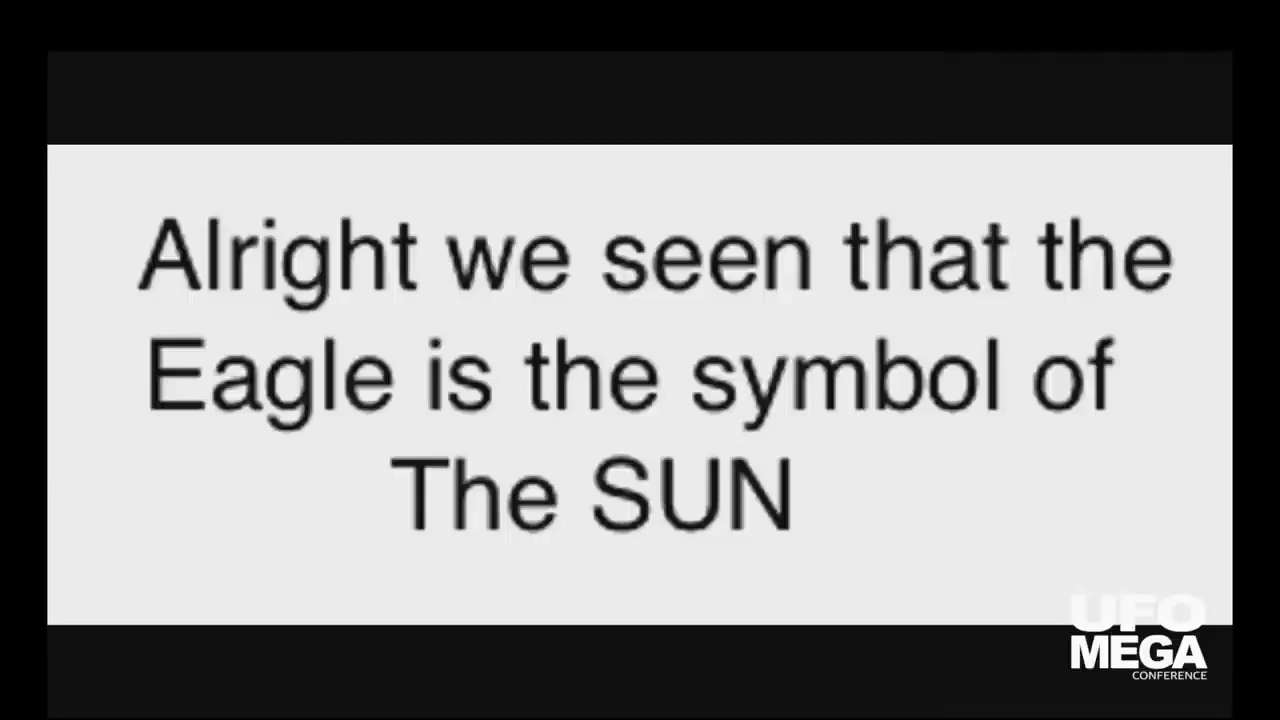 Alright we seen that the
Eagle is the symbol of
The SUN
UFO
MEGA
CONFERENCE